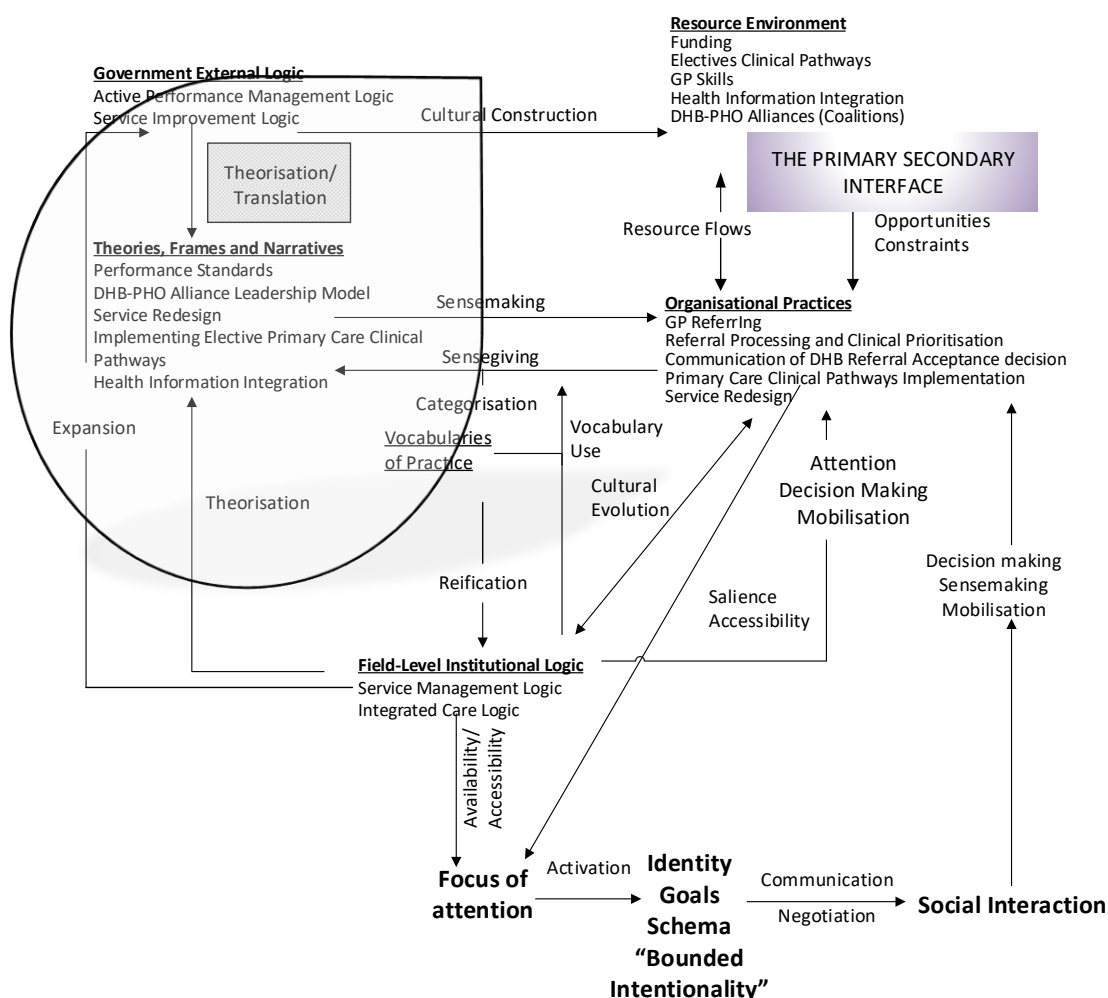 Resource Environment
Funding
Electives Clinical Pathways
GP Skills
Health Information Integration
DHB-PHO Alliances (Coalitions)
Government External Logic
Active Performance Management Logic
Service Improvement Logic
Cultural Construction
THE PRIMARY SECONDARY
INTERFACE
Theorisation/
Translation
Resource Flows
Opportunities
Constraints
Theories, Frames and Narratives
Performance Standards
DHB-PHO Alliance Leadership Model
Service Redesign
Implementing Elective Primary Care Clinical
Pathways
Health Information Integration
Sensemaking
Sensegiving
Organisational Practices
GP ReferrIng
Referral Processing and Clinical Prioritisation
Communication of DHB Referral Acceptance decision
Primary Care Clinical Pathways Implementation
Service Redesign
Categorisation
Expansion
Vocabularies
of Practice
Vocabulary
Use
Cultural
Evolution
Attention
Decision Making
Mobilisation
Theorisation
Reification
Salience
Accessibility
Decision making
Sensemaking
Mobilisation
Field-Level Institutional Logic
Service Management Logic
Integrated Care Logic
Availability/
Accessibility
Focus of
attention
Activation
Identity
Goals
Schema
“Bounded
Intentionality”
Communication
Negotiation
Social Interaction